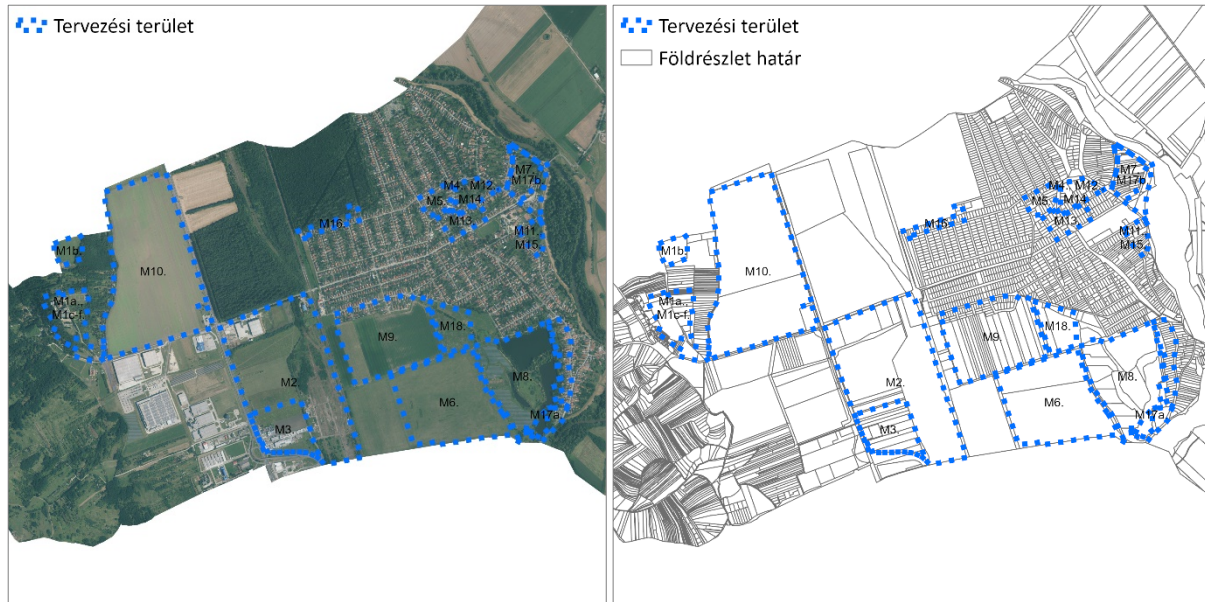 Tervezési terület
M4. M12.
M7.
M17b.
M5. M14.
M13.
M16.
M11.
M15.
M1b.
M10.
M1a.,
M1c-f.
M18.
M9.
M2.
M8.
M6.
M17a.
M3.
Tervezési terület
Földrészlet határ
M7.
M17b.
M4. M12.
M5. M14.
M13.
M16.
M11.
M15.
M1b.
M10.
M1a.,
M1c-f.
M18.
M9.
M2.
M8.
M6.
M17a.
M3.